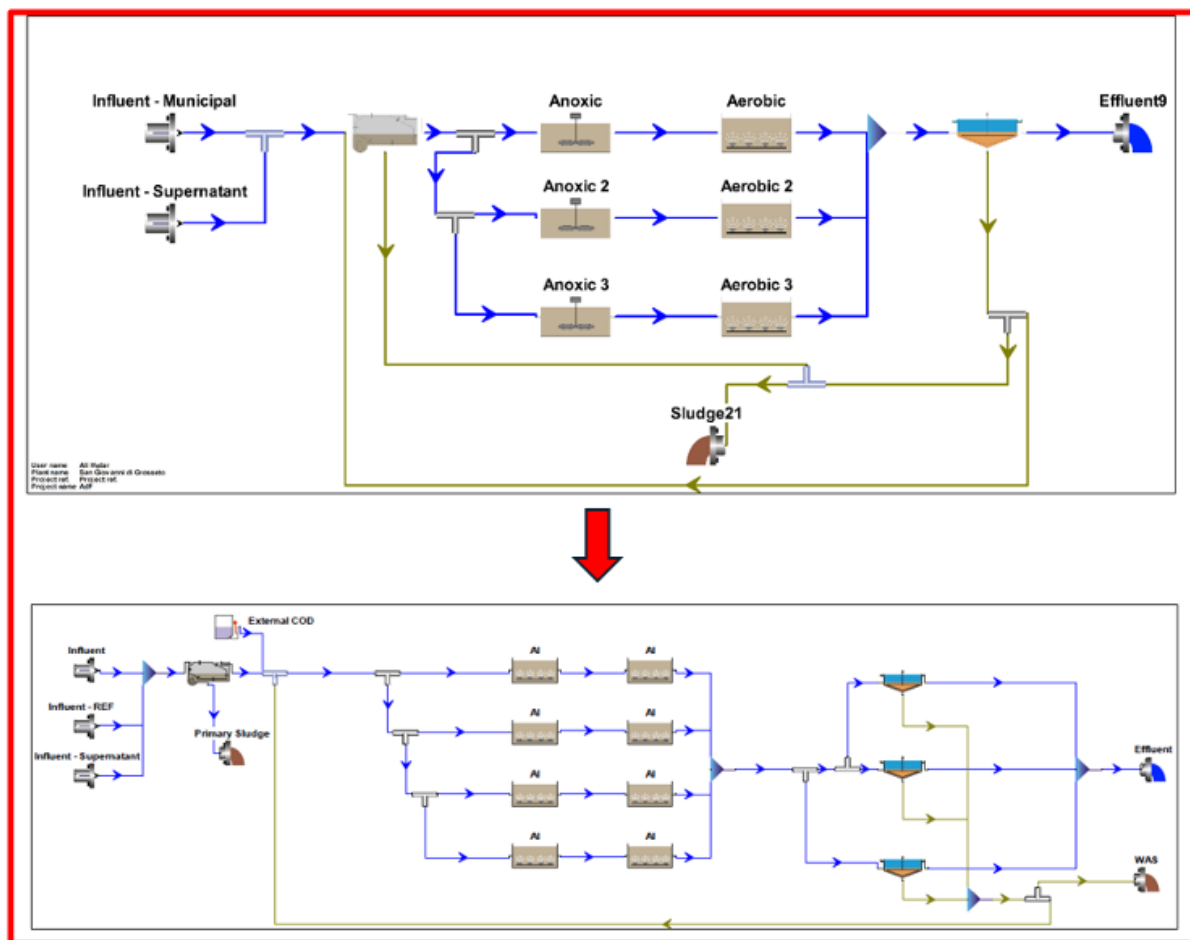 Influent - Municipal
Anoxic
Aerobic
Effluent9
Influent - Supernatant
Anoxic 2
Aerobic 2
Anoxic 3
Aerobic 3
Sludge21
User name
Plant name San Giovanni di Grosseto
Project ref. Project ref.
Project name AdF
External COD
Influent
AI
AI
Influent - REF
Primary Sludge
AI
AI
Influent - Supernatant
Effluent
AI
AI
AI
AI
WAS